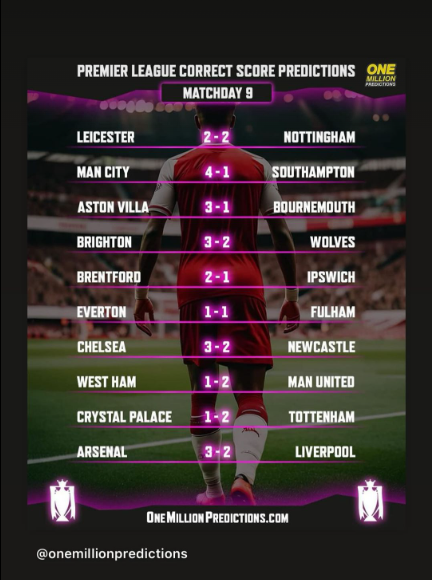 PREMIER LEAGUE CORRECT SCORE PREDICTIONS
ONE
MILLION
PREDICTIONS
MATCHDAY 9
LEICESTER 2 - 2 NOTTINGHAM
MAN CITY 4 - 1 SOUTHAMPTON
ASTON VILLA 3 - 1 BOURNEMOUTH
BRIGHTON 3 - 2 WOLVES
BRENTFORD 2 - 1 IPSWICH
EVERTON 1 - 1 FULHAM
CHELSEA 3 - 2 NEWCASTLE
WEST HAM 1 - 2 MAN UNITED
CRYSTAL PALACE 1 - 2 TOTTENHAM
ARSENAL 3 - 2 LIVERPOOL
ONEMILLIONPREDICTIONS.COM
@onemillionpredictions